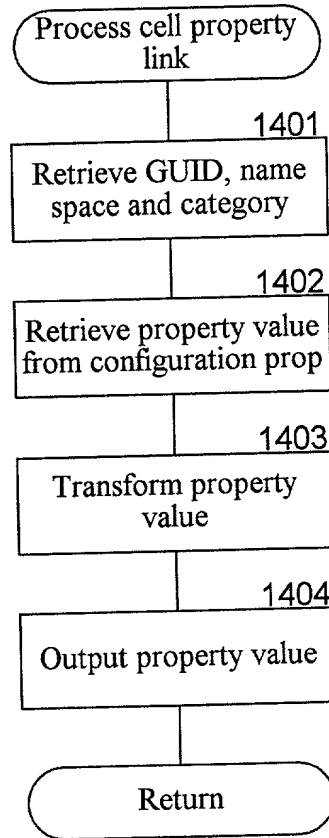 Process cell property
link
1401
Retrieve GUID, name
space and category
1402
Retrieve property value
from configuration prop
1403
Transform property
value
1404
Output property value
Return